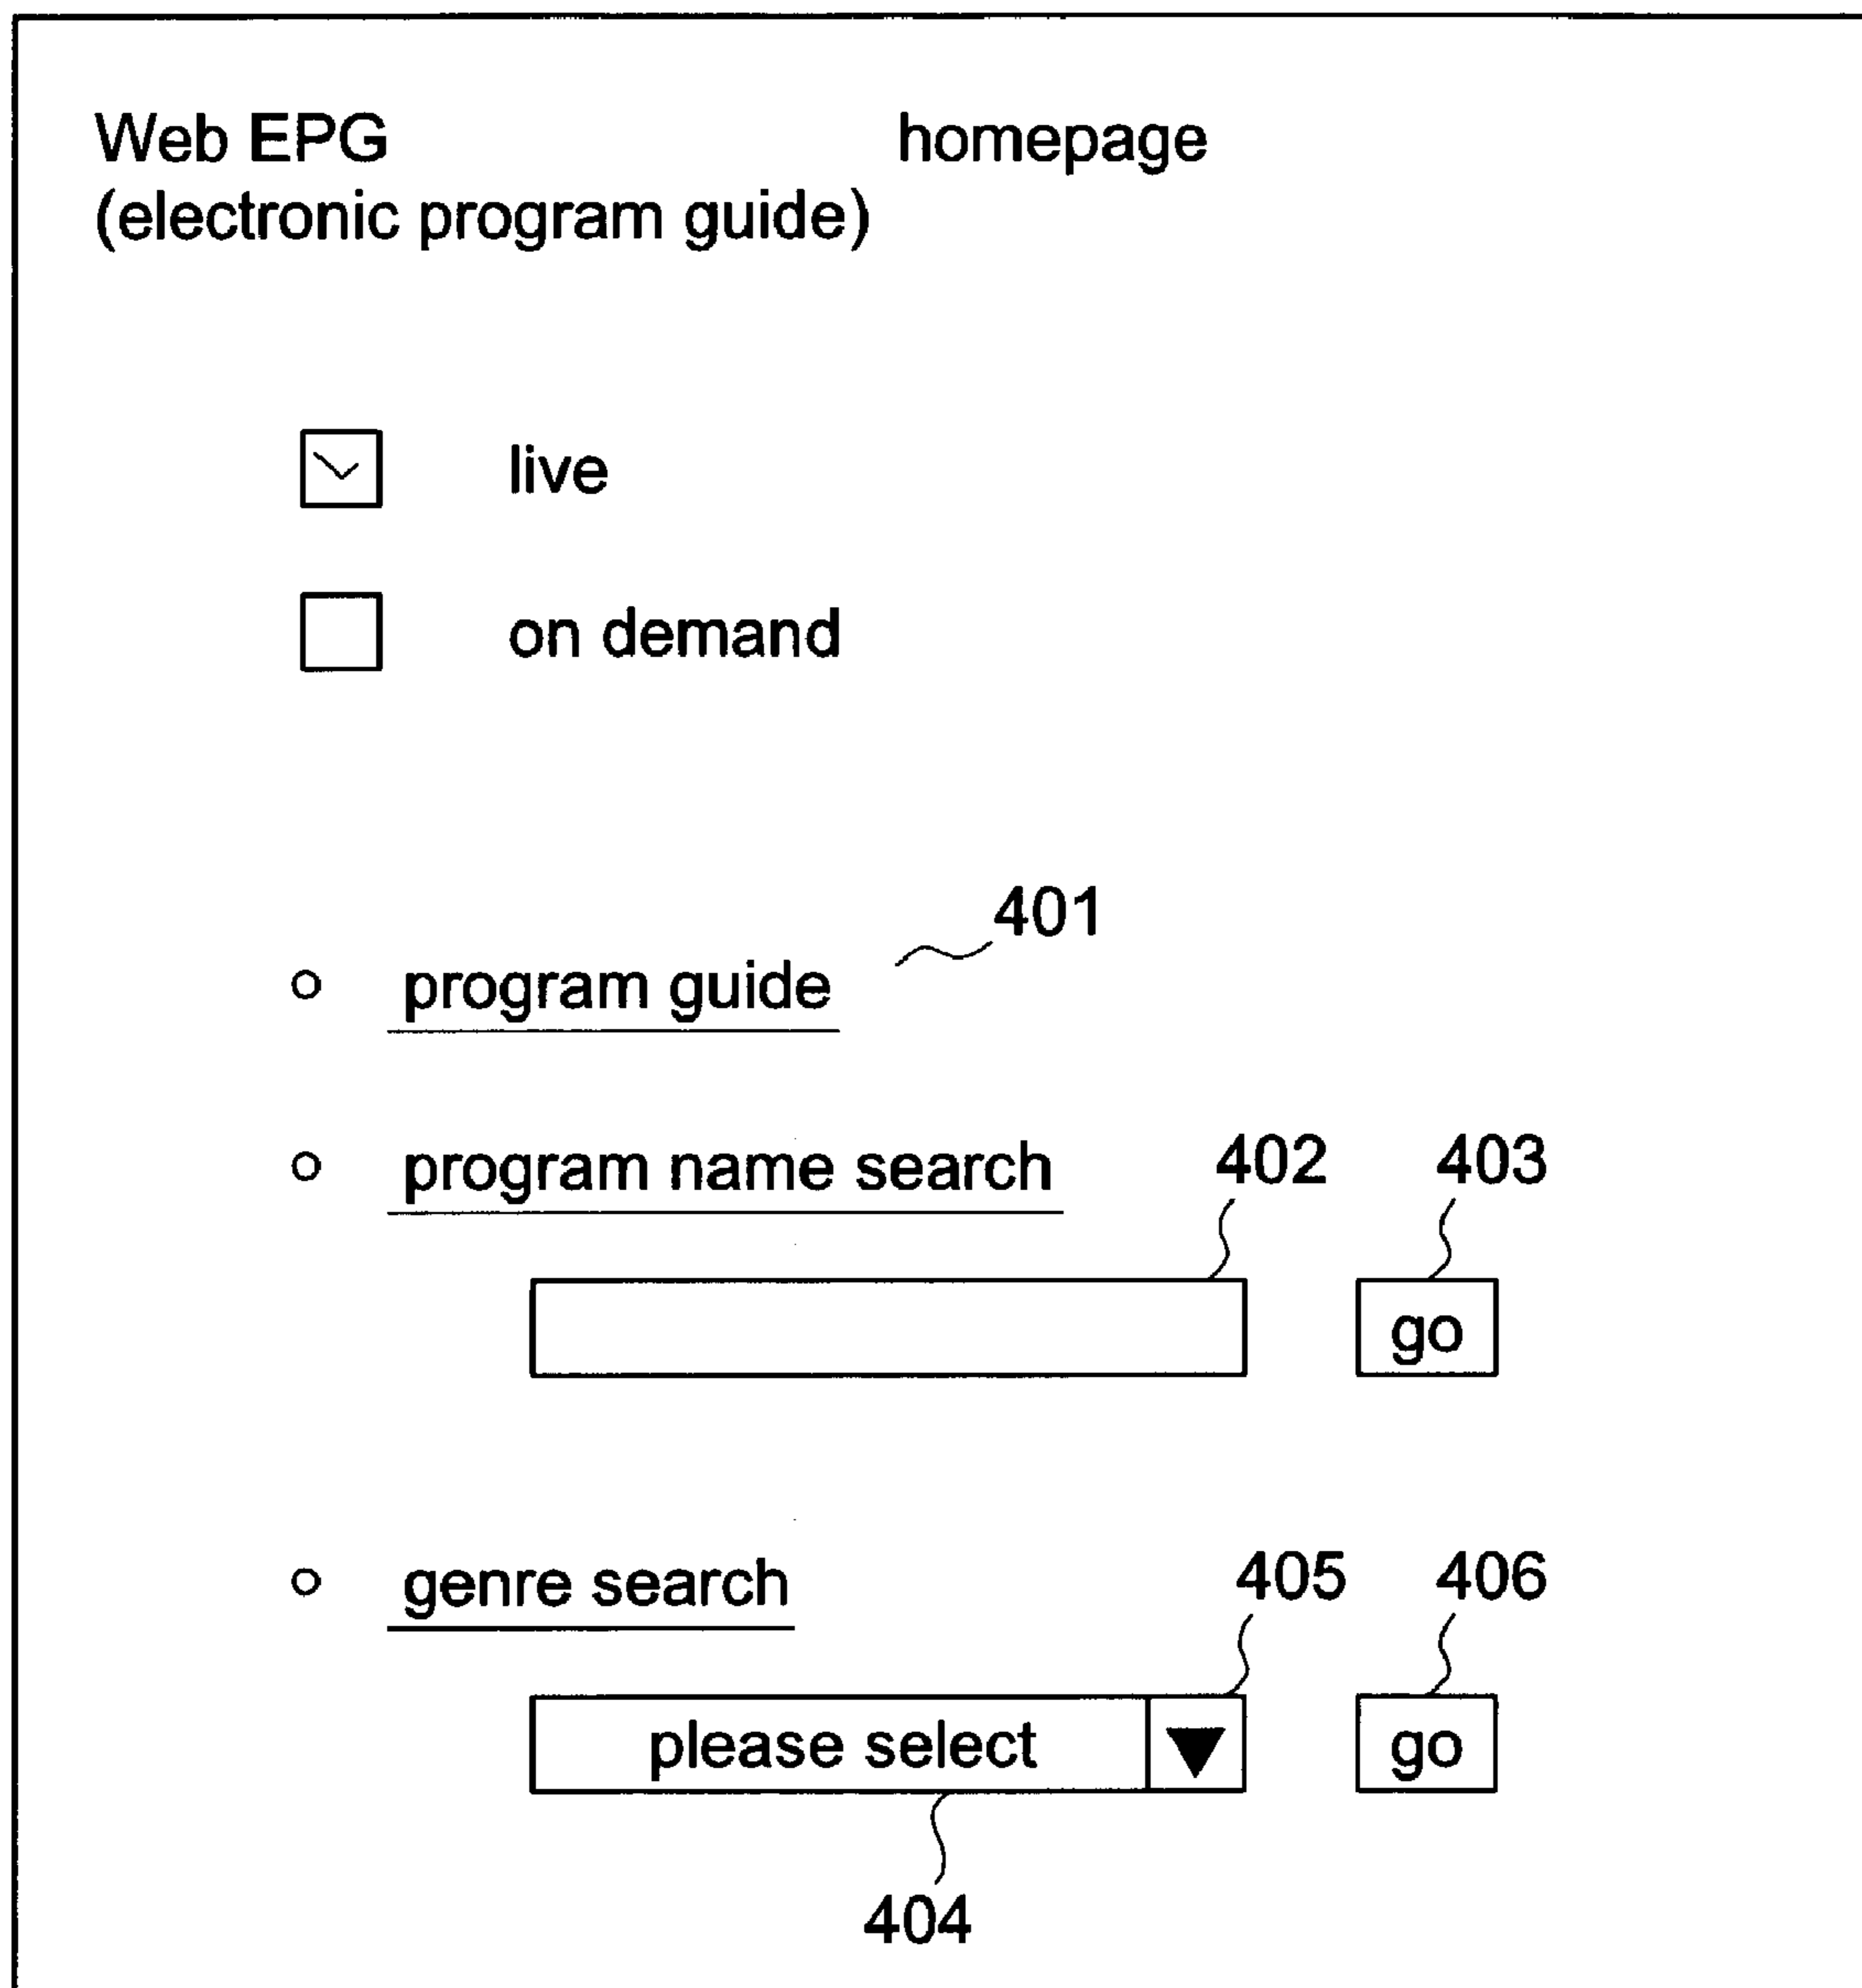 Web EPG homepage
(electronic program guide)
live
on demand
401
program guide
program name search 402 403
go
genre search 405 406
please select go
404